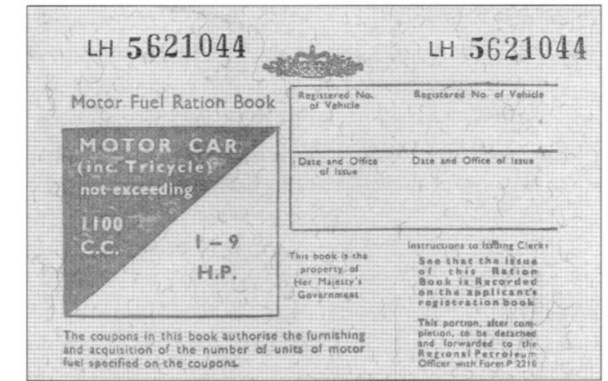 LH 5621044
LH 5621044
Motor Fuel Ration Book
MOTOR CAR
(inc. Tricycle)
not exceeding
1100
C.C.
1 – 9
H.P.
Registered No.
of Vehicle
Registered No. of Vehicle
Date and Office
of Issue
Date and Office of Issue
This book is the
property of
Her Majesty's
Government
Instructions to Issuing Clerks
See that the issue
of this Ration
Book is Recorded
on the applicant's
registration book
This portion, after com-
pletion, to be detached
and forwarded to the
Regional Petroleum
Officer with Form P 2218
The coupons in this book authorise the furnishing
and acquisition of the number of units of motor
fuel specified on the coupons.